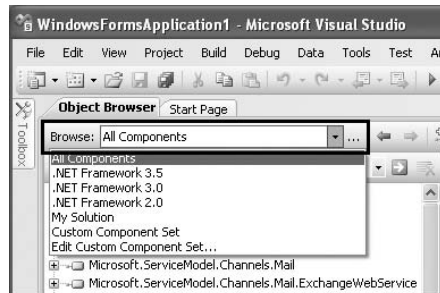 WindowsFormsApplication1 - Microsoft Visual Studio
File Edit View Project Build Debug Data Tools Test
Object Browser Start Page
Toolbox
Browse: All Components ...
All Components
.NET Framework 3.5
.NET Framework 3.0
.NET Framework 2.0
My Solution
Custom Component Set
Edit Custom Component Set...
Microsoft.ServiceModel.Channels.Mail
Microsoft.ServiceModel.Channels.Mail.ExchangeWebService